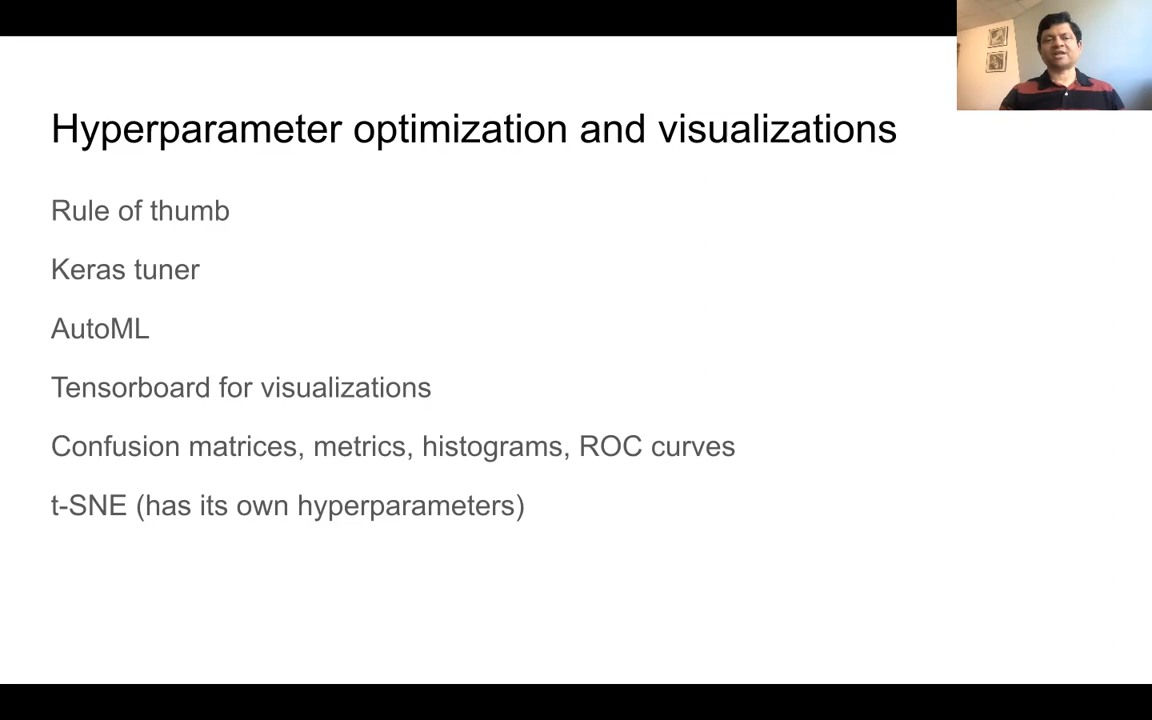 Hyperparameter optimization and visualizations
Rule of thumb
Keras tuner
AutoML
Tensorboard for visualizations
Confusion matrices, metrics, histograms, ROC curves
t-SNE (has its own hyperparameters)